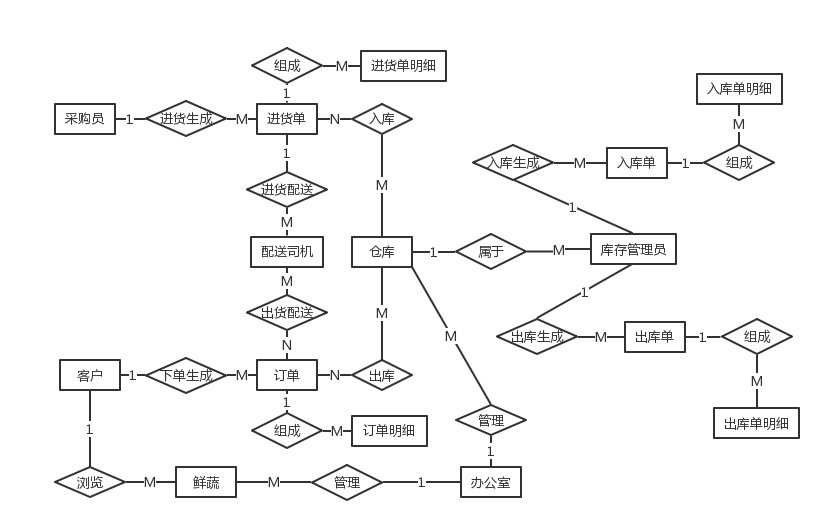 组成
M
进货单明细
1
入库单明细
采购员
1
进货生成
M
进货单
N
入库
M
1
入库生成
M
入库单
1
组成
进货配送
M
1
M
配送司机
仓库
1
属于
M
库存管理员
M
1
出货配送
M
N
M
出库生成
M
出库单
1
组成
客户
1
下单生成
M
订单
N
出库
M
1
组成
M
订单明细
管理
出库单明细
1
1
浏览
M
鲜蔬
M
管理
1
办公室